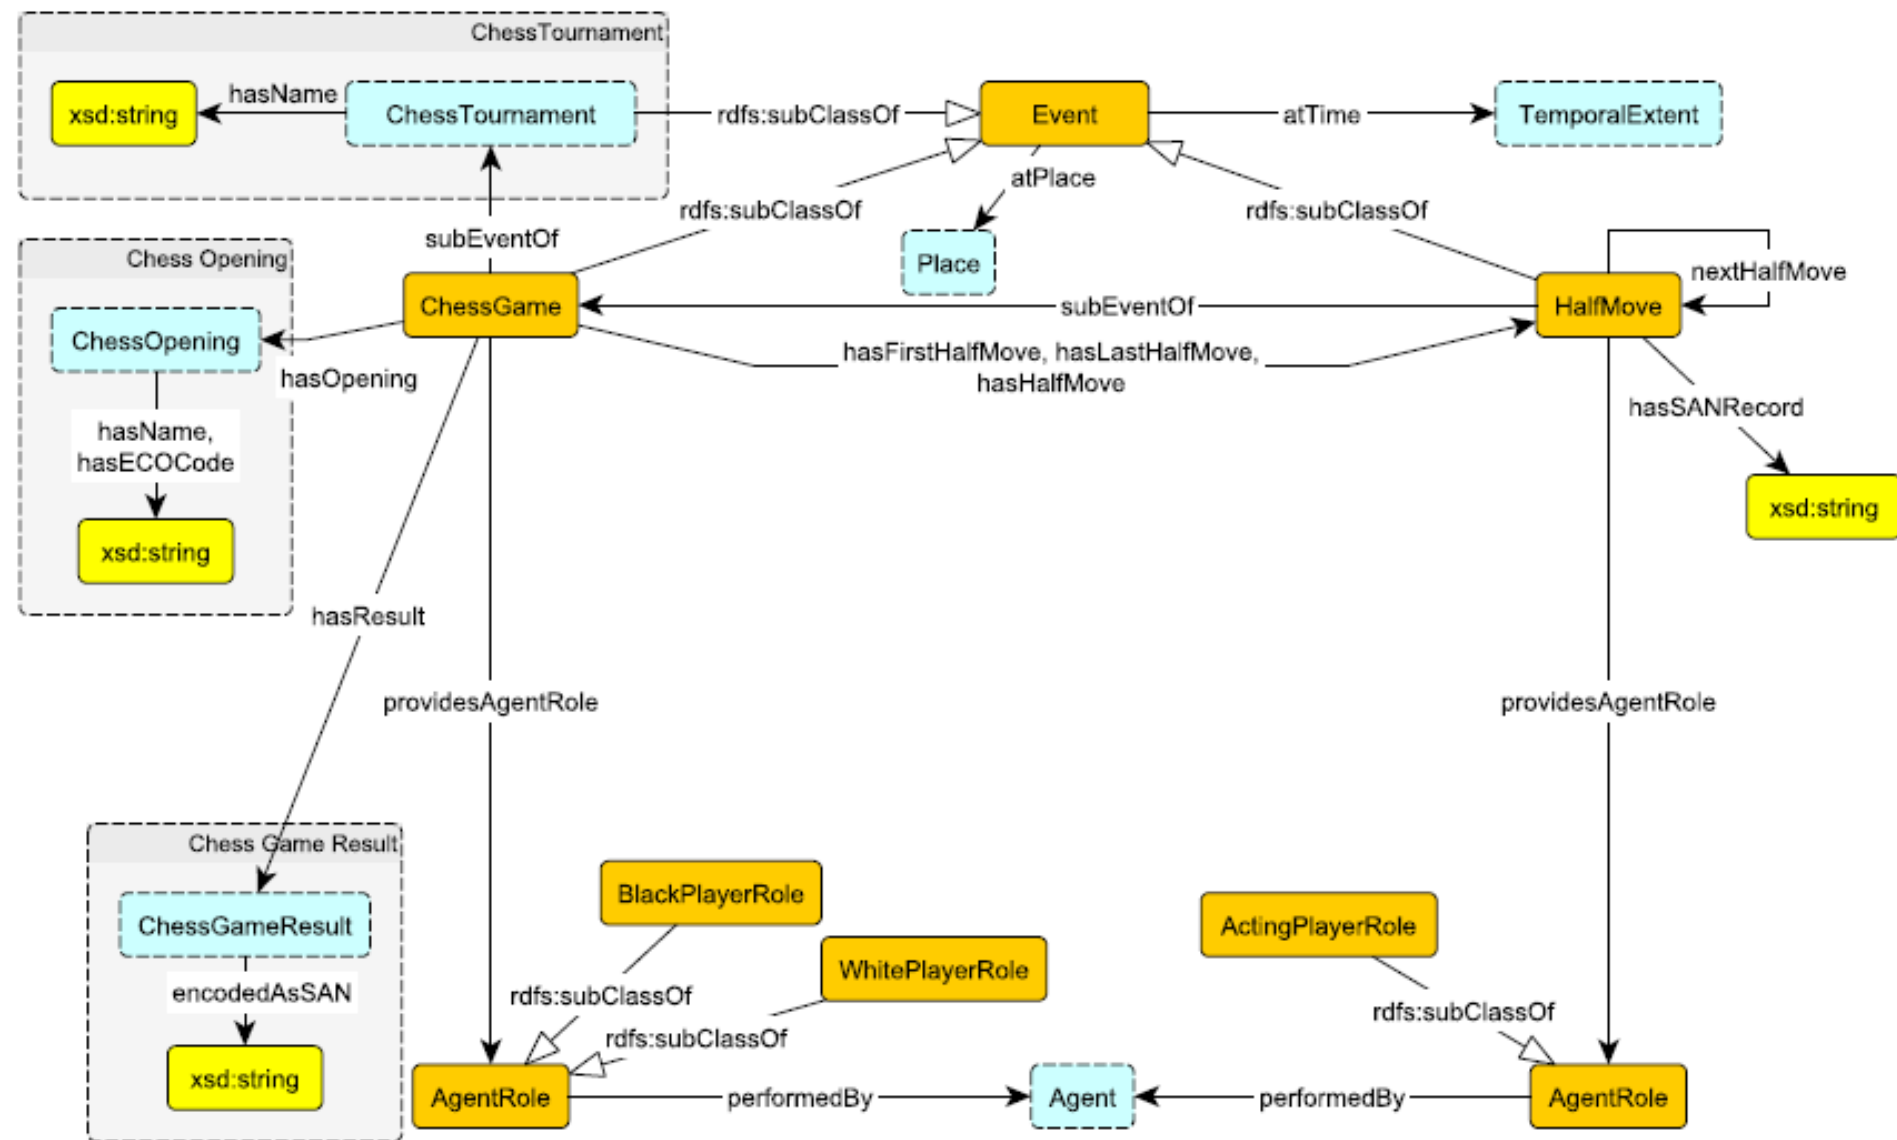 ChessTournament
xsd:string
hasName
ChessTournament
rdfs:subClassOf
Event
atTime
TemporalExtent
atPlace
rdfs:subClassOf
rdfs:subClassOf
subEventOf
Place
Chess Opening
nextHalfMove
ChessGame
subEventOf
HalfMove
ChessOpening
hasOpening
hasFirstHalfMove, hasLastHalfMove,
hasHalfMove
hasSANRecord
hasName,
hasECOCode
xsd:string
xsd:string
hasResult
providesAgentRole
providesAgentRole
Chess Game Result
BlackPlayerRole
ChessGameResult
ActingPlayerRole
WhitePlayerRole
encodedAsSAN
rdfs:subClassOf
rdfs:subClassOf
rdfs:subClassOf
xsd:string
AgentRole
performedBy
Agent
performedBy
AgentRole